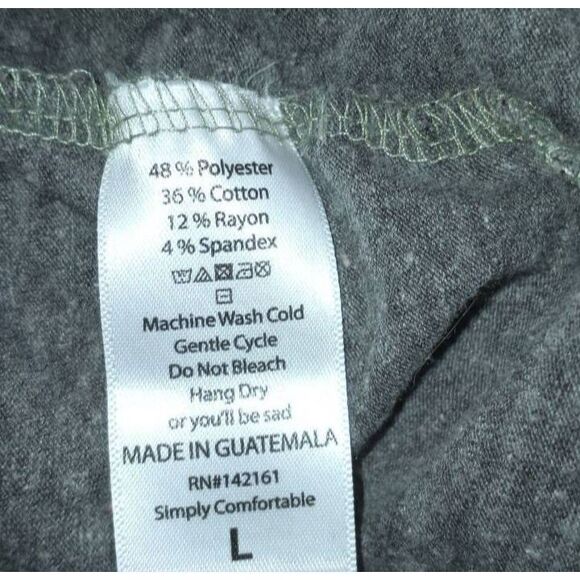 48 % Polyester
36 % Cotton
12 % Rayon
4 % Spandex
Machine Wash Cold
Gentle Cycle
Do Not Bleach
Hang Dry
or you'll be sad
MADE IN GUATEMALA
RN#142161
Simply Comfortable
L